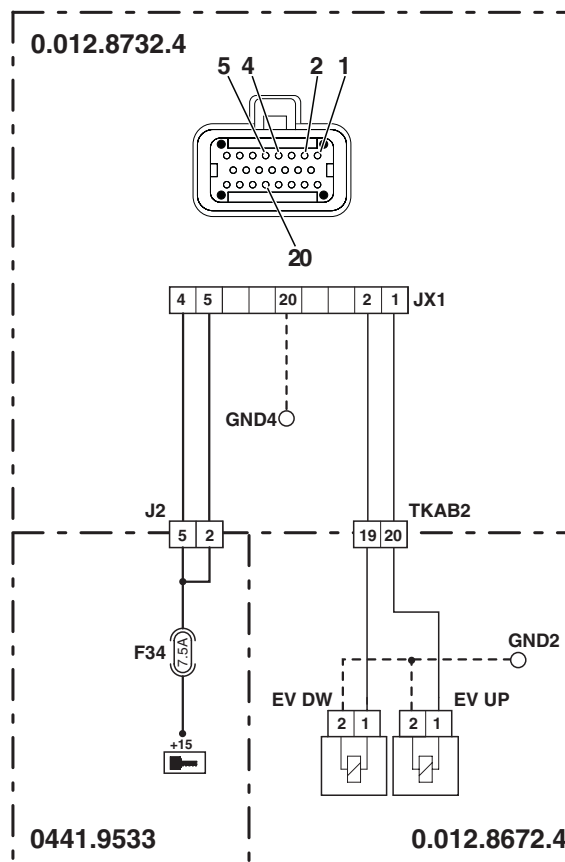 0.012.8732.4
5 4 2 1
20
4 5 20 2 1 JX1
GND4
J2 TKAB2
5 2 19 20
F34 7.5A
GND2
EV DW EV UP
2 1 2 1
+15
0441.9533 0.012.8672.4